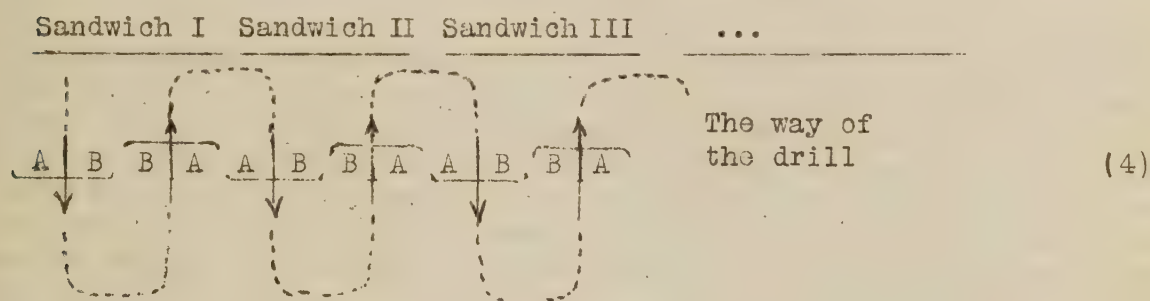 Sandwich I Sandwich II Sandwich III ...
The way of
the drill
A B B A A B B A A B B A
(4)